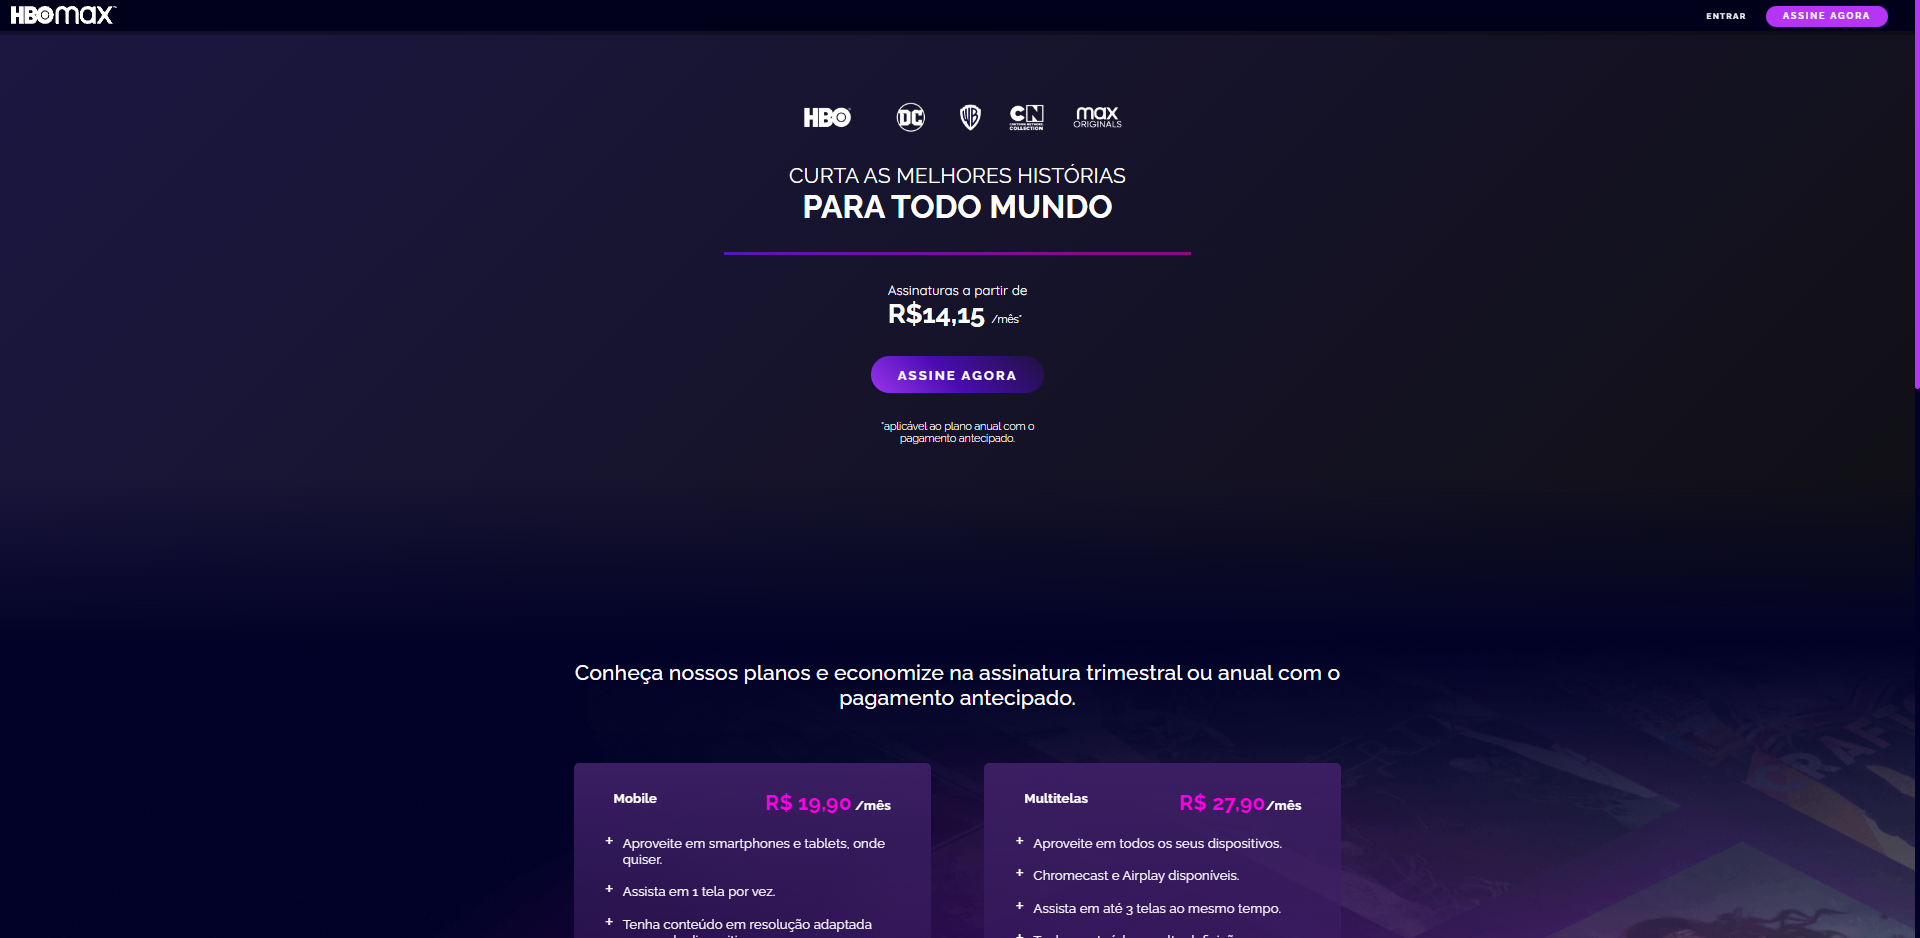 HBOmax
ENTRAR
ASSINE AGORA
HBO
DC
WB
CN
CARTOON NETWORK
COLLECTION
max
ORIGINALS
CURTA AS MELHORES HISTÓRIAS
PARA TODO MUNDO
Assinaturas a partir de
R$14,15 /mês*
ASSINE AGORA
*aplicável ao plano anual com o
pagamento antecipado.
Conheça nossos planos e economize na assinatura trimestral ou anual com o
pagamento antecipado.
Mobile
R$ 19,90 /mês
+ Aproveite em smartphones e tablets, onde
quiser.
+ Assista em 1 tela por vez.
+ Tenha conteúdo em resolução adaptada
Multitelas
R$ 27,90/mês
+ Aproveite em todos os seus dispositivos.
+ Chromecast e Airplay disponíveis.
+ Assista em até 3 telas ao mesmo tempo.